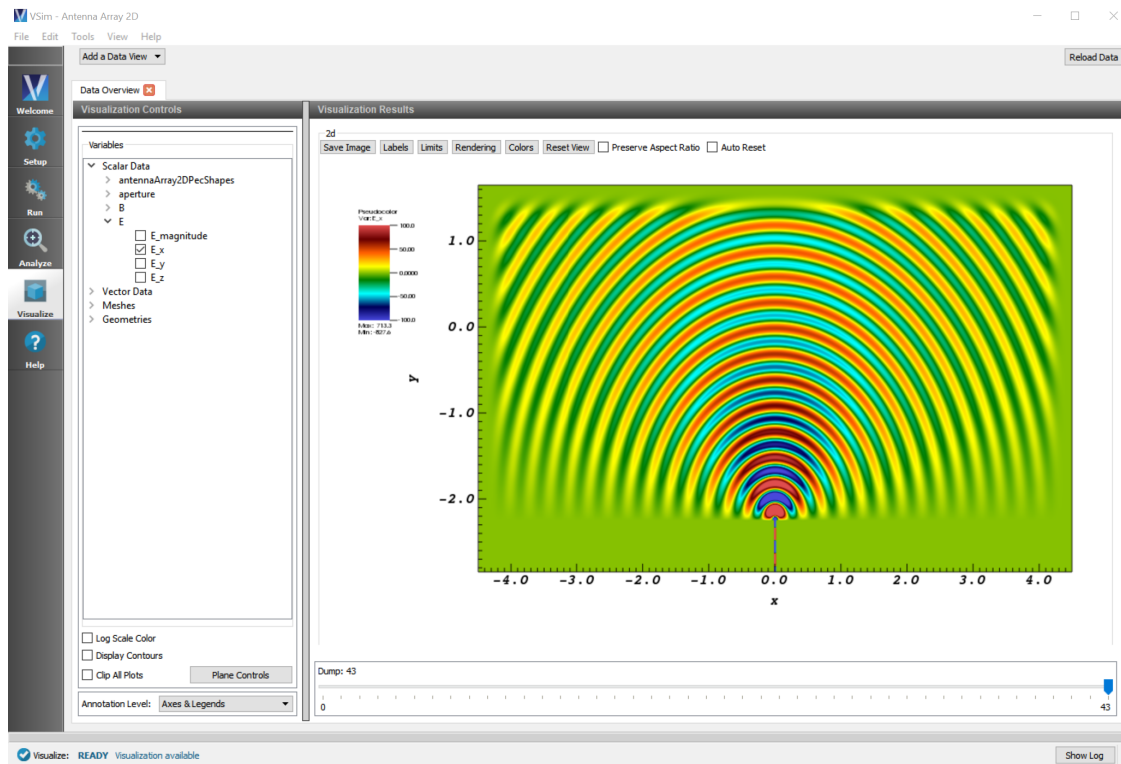 VSim - Antenna Array 2D
File Edit Tools View Help
Add a Data View
Reload Data
Data Overview
Welcome
Setup
Run
Analyze
Visualize
Help
Visualization Controls
Variables
Scalar Data
antennaArray2DPecShapes
aperture
B
E
E_magnitude
E_x
E_y
E_z
Vector Data
Meshes
Geometries
Log Scale Color
Display Contours
Clip All Plots
Plane Controls
Annotation Level: Axes & Legends
Visualization Results
2d
Save Image Labels Limits Rendering Colors Reset View Preserve Aspect Ratio Auto Reset
Pseudocolor
Var: E_x
100.0
50.00
0.0000
-50.00
-100.0
Max: 713.3
Min: -827.6
Y
1.0
0.0
-1.0
-2.0
-4.0 -3.0 -2.0 -1.0 0.0 1.0 2.0 3.0 4.0
x
Dump: 43
0 43
Visualize: READY Visualization available
Show Log